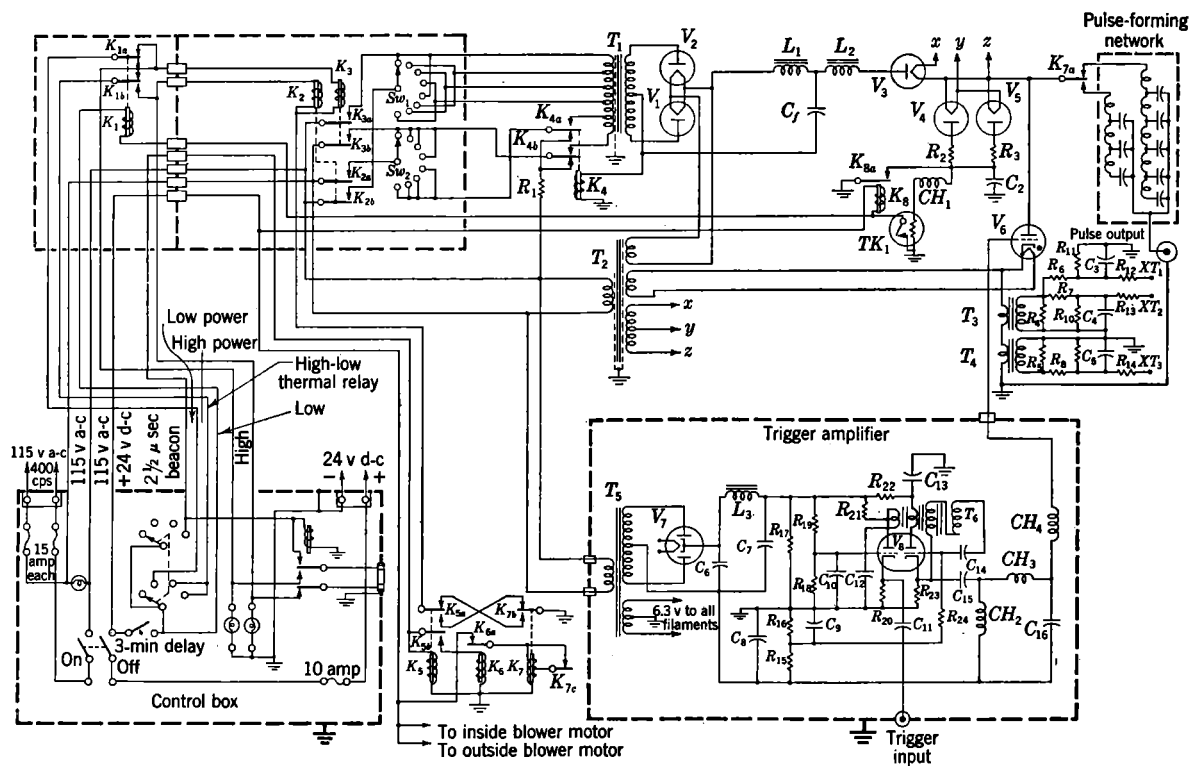 Pulse-forming
network
K1a
K1b
K1
K2
K3
K3a
K3b
K2a
K2b
Sw1
Sw2
K4a
K4b
K4
R1
T1
V2
V1
L1
L2
Cf
V3
x
y
z
V4
V5
R2
R3
C2
K7a
K8a
K8
CH1
TK1
V6
Pulse output
T2
x
y
z
R11
C3
R12
XT1
R6
R7
R10
C4
R13
XT2
T3
T4
R5
R8
C5
R14
XT3
Low power
High power
High-low
thermal relay
Low
115 v a-c
400
cps
115 v a-c
115 v a-c
+24 v d-c
2½ μ sec
beacon
High
24 v d-c
− +
15
amp
each
3-min delay
On
Off
10 amp
Control box
K5a
K7b
K5b
K6a
K5
K6
K7
K7c
To inside blower motor
To outside blower motor
Trigger amplifier
T5
V7
L3
C6
C7
R17
R19
R18
R22
R21
C13
V8
T6
C10
C12
R20
R23
C11
R24
C14
C15
CH3
CH4
CH2
C16
6.3 v to all
filaments
C8
R16
C9
R15
Trigger
input